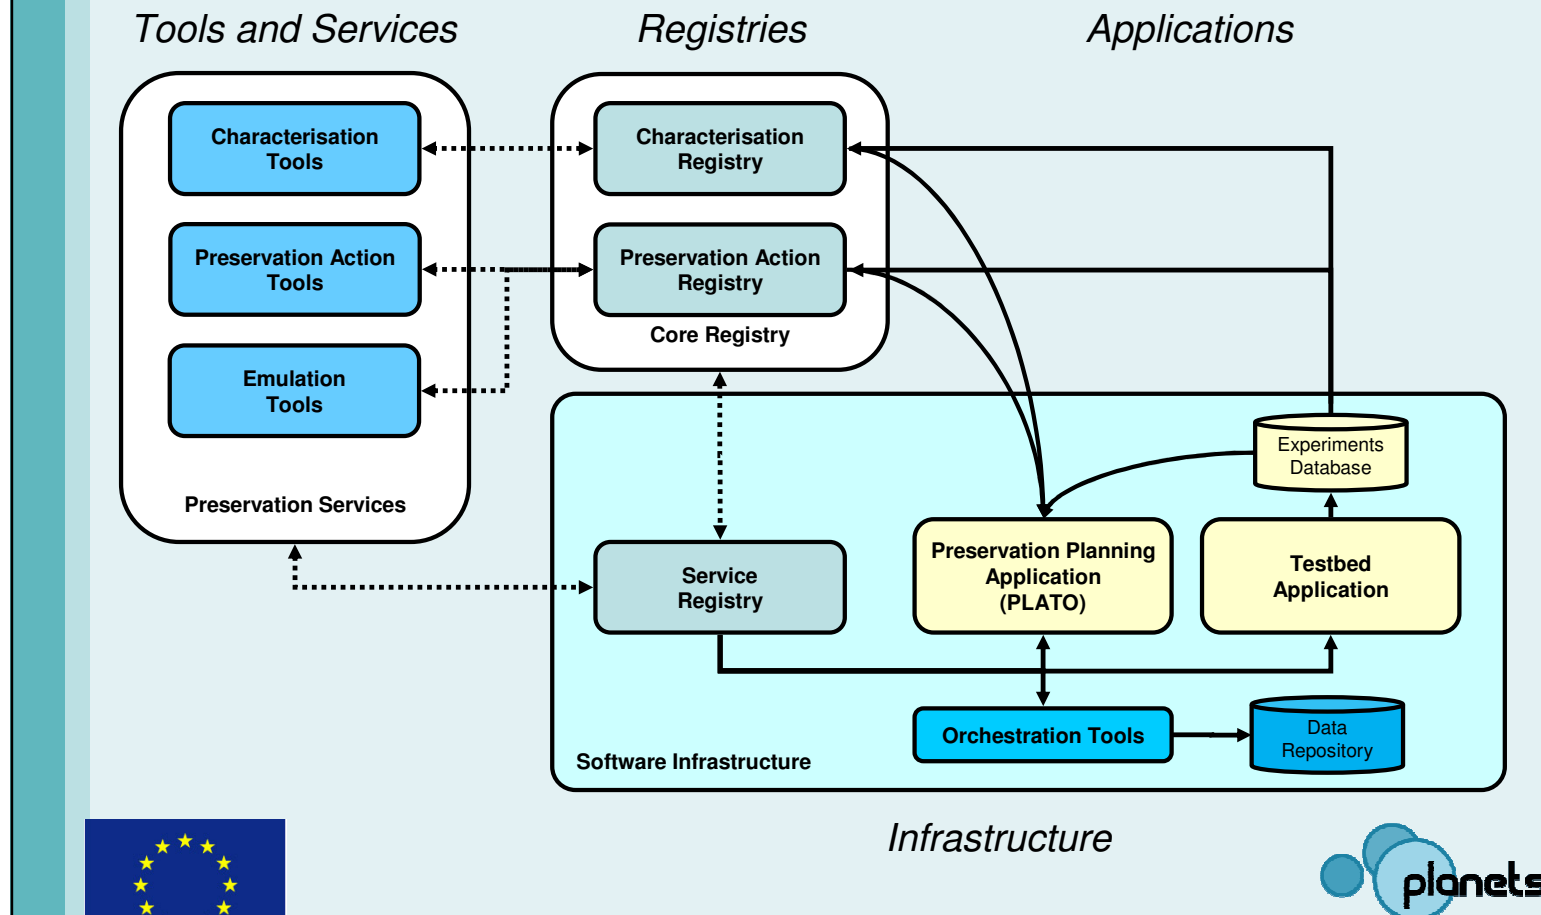 Tools and Services
Registries
Applications
Characterisation
Tools
Preservation Action
Tools
Emulation
Tools
Preservation Services
Characterisation
Registry
Preservation Action
Registry
Core Registry
Experiments
Database
Service
Registry
Preservation Planning
Application
(PLATO)
Testbed
Application
Orchestration Tools
Data
Repository
Software Infrastructure
Infrastructure
planets